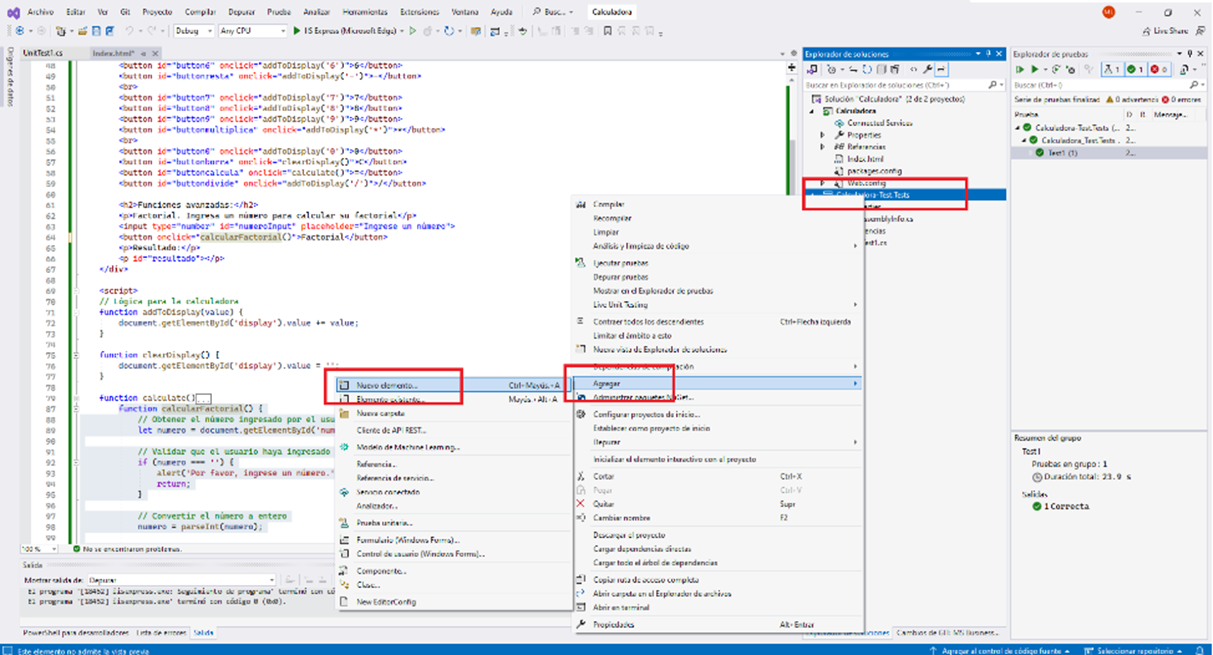 Archivo Editar Ver Git Proyecto Compilar Depurar Prueba Analizar Herramientas Extensiones Ventana Ayuda Busc... Calculadora
Debug Any CPU IIS Express (Microsoft Edge) Live Share
Orígenes de datos
UnitTest1.cs Index.html*
48 <button id="button6" onclick="addToDisplay('6')">6</button>
49 <button id="buttonresta" onclick="addToDisplay('-')">-</button>
50 <br>
51 <button id="button7" onclick="addToDisplay('7')">7</button>
52 <button id="button8" onclick="addToDisplay('8')">8</button>
53 <button id="button9" onclick="addToDisplay('9')">9</button>
54 <button id="buttonmultiplica" onclick="addToDisplay('*')">*</button>
55 <br>
56 <button id="button0" onclick="addToDisplay('0')">0</button>
57 <button id="buttonborra" onclick="clearDisplay()">C</button>
58 <button id="buttoncalcula" onclick="calculate()">=</button>
59 <button id="buttondivide" onclick="addToDisplay('/')">/</button>
60
61 <h2>Funciones avanzadas:</h2>
62 <p>Factorial. Ingresa un número para calcular su factorial</p>
63 <input type="number" id="numeroInput" placeholder="Ingrese un número">
64 <button onclick="calcularFactorial()">Factorial</button>
65 <p>Resultado:</p>
66 <p id="resultado"></p>
67 </div>
68
69 <script>
70 // Lógica para la calculadora
71 function addToDisplay(value) {
72 document.getElementById('display').value += value;
73 }
74
75 function clearDisplay() {
76 document.getElementById('display').value = '';
77 }
78
79 function calculate()...
87 function calcularFactorial() {
88 // Obtener el número ingresado por el usu
89 let numero = document.getElementById('num
90
91 // Validar que el usuario haya ingresado
92 if (numero === '') {
93 alert('Por favor, ingrese un número.'
94 return;
95 }
96
97 // Convertir el número a entero
98 numero = parseInt(numero);
99
100 % No se encontraron problemas.
Salida
Mostrar salida de: Depurar
El programa '[18452] iisexpress.exe: Seguimiento de programa' terminó con có
El programa '[18452] iisexpress.exe' terminó con código 0 (0x0).
PowerShell para desarrolladores Lista de errores Salida
Este elemento no admite la vista previa
Nuevo elemento... Ctrl+Mayús.+A
Elemento existente... Mayús.+Alt+A
Nueva carpeta
Cliente de API REST...
Modelo de Machine Learning...
Referencia...
Referencia de servicio...
Servicio conectado
Analizador...
Prueba unitaria...
Formulario (Windows Forms)...
Control de usuario (Windows Forms)...
Componente...
Clase...
New EditorConfig
Compilar
Recompilar
Limpiar
Análisis y limpieza de código
Ejecutar pruebas
Depurar pruebas
Mostrar en el Explorador de pruebas
Live Unit Testing
Contraer todos los descendientes Ctrl+Flecha izquierda
Limitar el ámbito a esto
Nueva vista de Explorador de soluciones
Dependencias de compilación
Agregar
Administrar paquetes NuGet...
Configurar proyectos de inicio...
Establecer como proyecto de inicio
Depurar
Inicializar el elemento interactivo con el proyecto
Cortar Ctrl+X
Pegar Ctrl+V
Quitar Supr
Cambiar nombre F2
Descargar el proyecto
Cargar dependencias directas
Cargar todo el árbol de dependencias
Copiar ruta de acceso completa
Abrir carpeta en el Explorador de archivos
Abrir en terminal
Propiedades Alt+Entrar
Explorador de soluciones
Buscar en Explorador de soluciones (Ctrl+')
Solución "Calculadora" (2 de 2 proyectos)
Calculadora
Connected Services
Properties
Referencias
Index.html
packages.config
Web.config
Calculadora-Test.Tests
ssemblyInfo.cs
encias
est1.cs
Explorador de soluciones Cambios de GIT: MS Business...
Explorador de pruebas
1 1 0
Buscar (Ctrl+I)
Serie de pruebas finalizad 0 advertenci 0 errores
Prueba D R Mensaje...
Calculadora-Test.Tests (... 2...
Calculadora_Test.Tests . 2...
Test1 (1) 2...
Resumen del grupo
Test1
Pruebas en grupo: 1
Duración total: 23.9 s
Salidas
1 Correcta
Agregar al control de código fuente Seleccionar repositorio